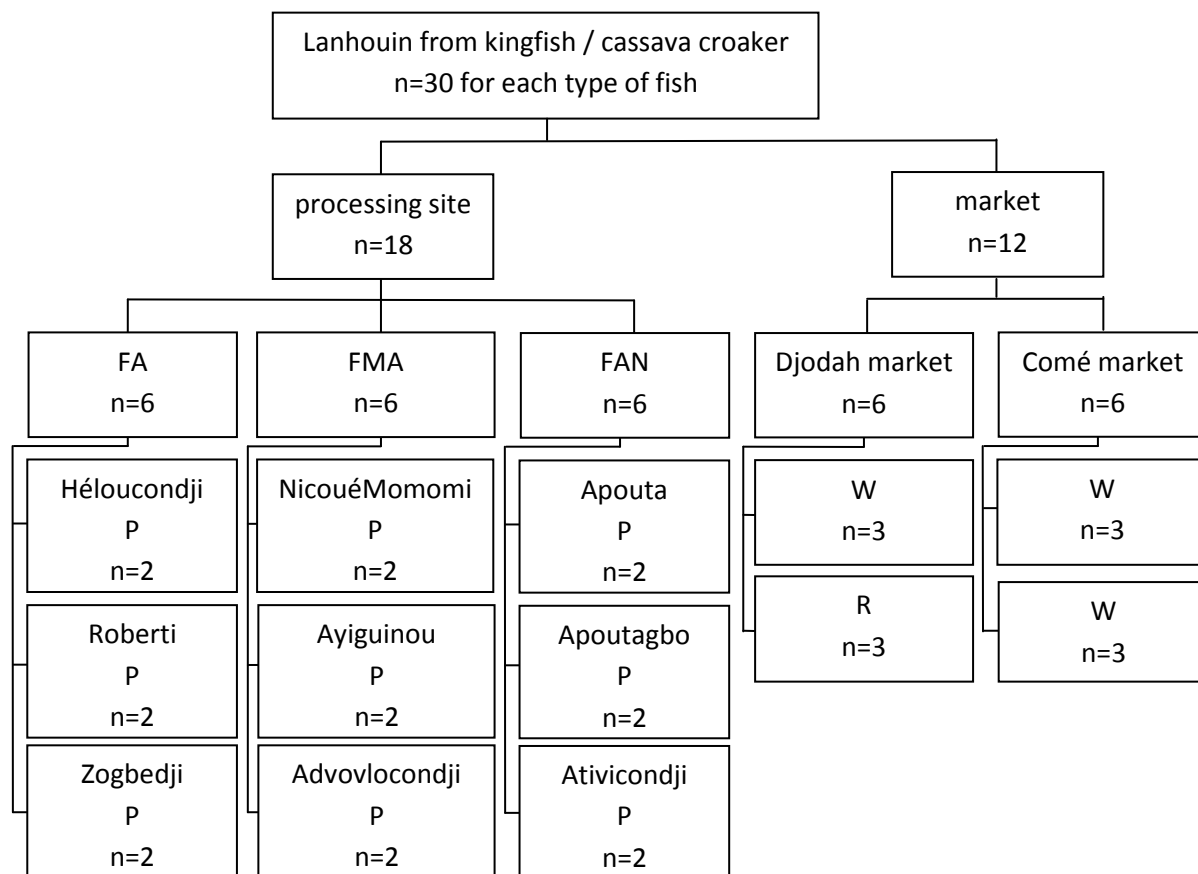 Lanhouin from kingfish / cassava croaker
n=30 for each type of fish
processing site
n=18
market
n=12
FA
n=6
FMA
n=6
FAN
n=6
Djodah market
n=6
Comé market
n=6
Héloucondji
P
n=2
NicouéMomomi
P
n=2
Apouta
P
n=2
W
n=3
W
n=3
Roberti
P
n=2
Ayiguinou
P
n=2
Apoutagbo
P
n=2
R
n=3
W
n=3
Zogbedji
P
n=2
Advovlocondji
P
n=2
Ativicondji
P
n=2